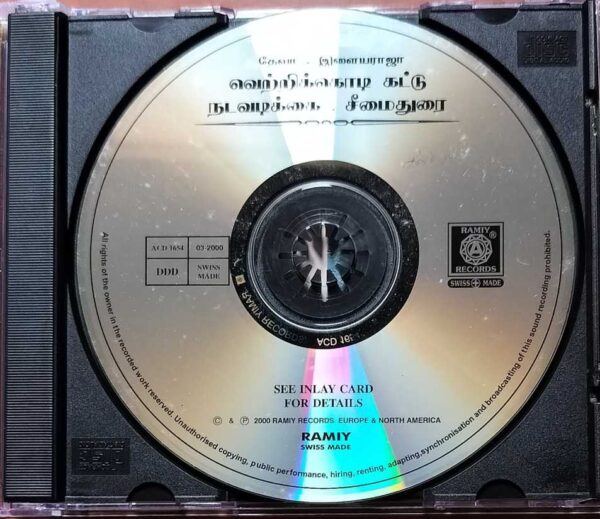 தேவா . இளையராஜா
வெற்றிக்கொடி கட்டு
நடவடிக்கை . சீமைதுரை
ACD 1654 03-2000
DDD SWISS MADE
RAMIY ®
RECORDS
SWISS MADE
RAMIY RECORDS
SEE INLAY CARD
FOR DETAILS
© & ℗ 2000 RAMIY RECORDS. EUROPE & NORTH AMERICA
RAMIY
SWISS MADE
All rights of the owner in the recorded work reserved. Unauthorised copying, public performance, hiring, renting, adapting,synchronisation and broadcasting of this sound recording prohibited.